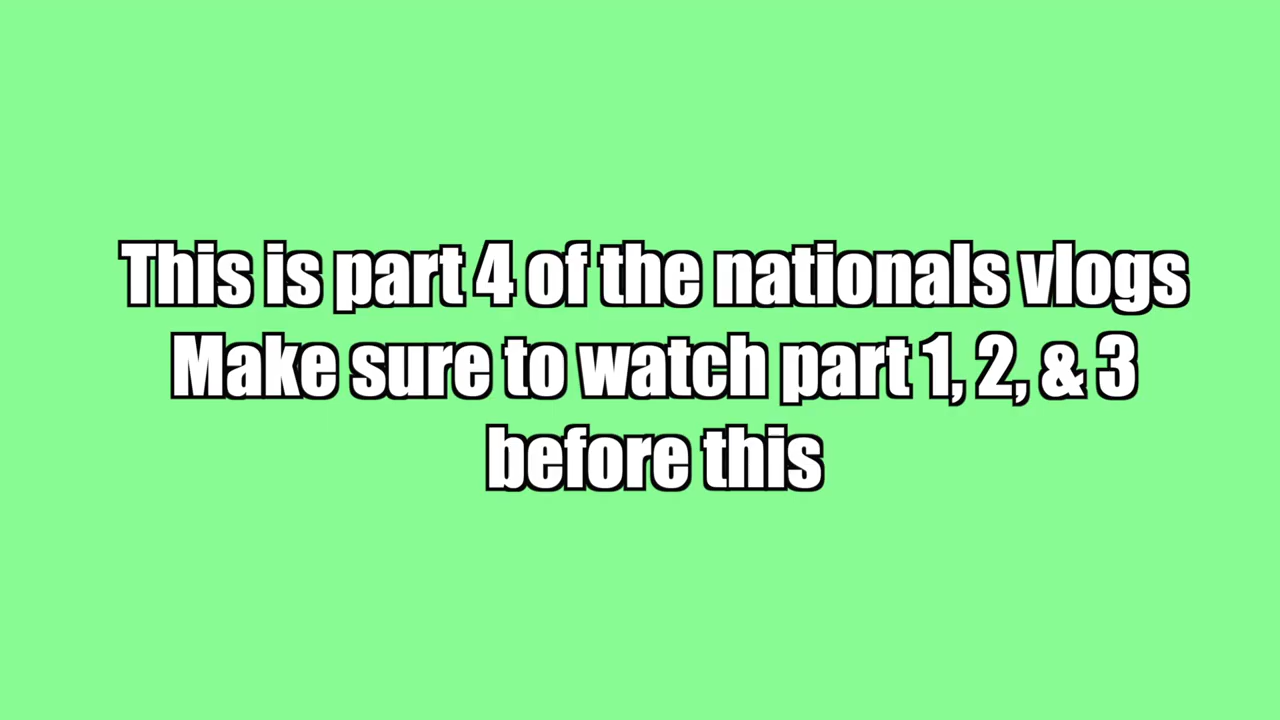 This is part 4 of the nationals vlogs
Make sure to watch part 1, 2, & 3
before this